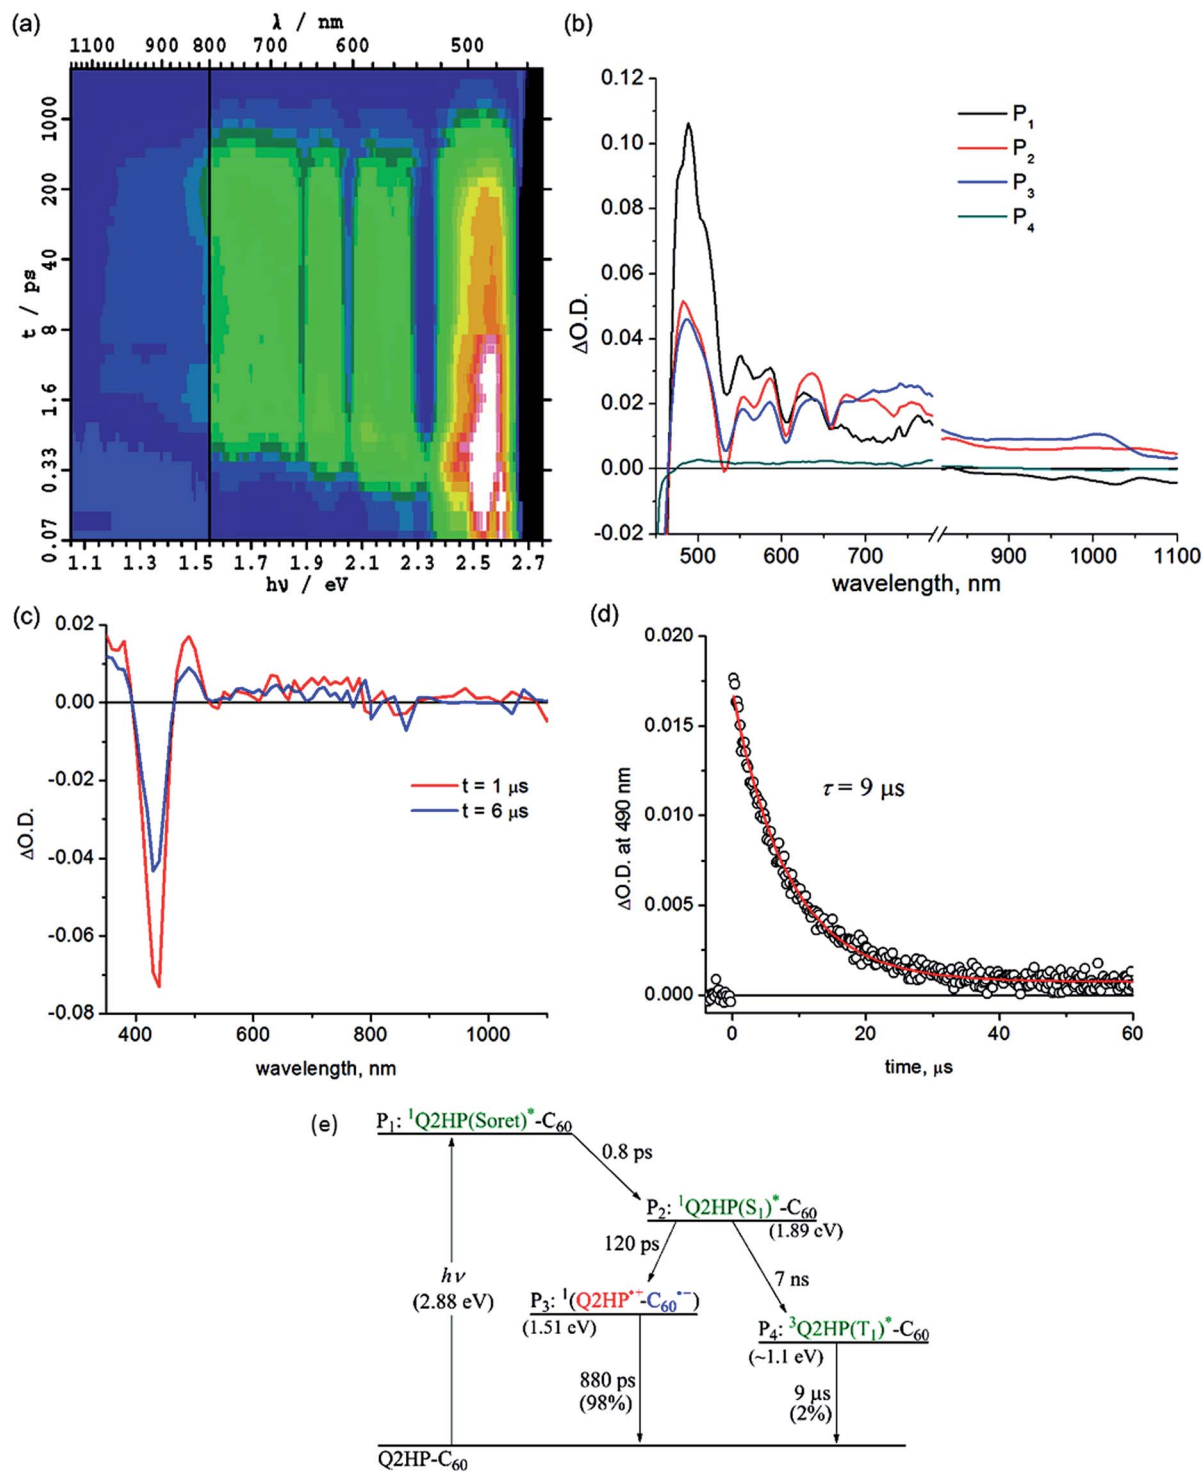 (a)
λ / nm
1100 900 800 700 600 500
1000
200
40
8
1.6
0.33
0.07
t / ps
1.1 1.3 1.5 1.7 1.9 2.1 2.3 2.5 2.7
hν / eV
(b)
0.12
0.10
0.08
0.06
0.04
0.02
0.00
-0.02
ΔO.D.
P₁
P₂
P₃
P₄
500 600 700 900 1000 1100
wavelength, nm
(c)
0.02
0.00
-0.02
-0.04
-0.06
-0.08
ΔO.D.
t = 1 μs
t = 6 μs
400 600 800 1000
wavelength, nm
(d)
0.020
0.015
0.010
0.005
0.000
ΔO.D. at 490 nm
τ = 9 μs
0 20 40 60
time, μs
(e)
P₁: ¹Q2HP(Soret)*-C₆₀
0.8 ps
P₂: ¹Q2HP(S₁)*-C₆₀
(1.89 eV)
120 ps
7 ns
hν
(2.88 eV)
P₃: ¹(Q2HP•⁺-C₆₀•⁻)
(1.51 eV)
P₄: ³Q2HP(T₁)*-C₆₀
(~1.1 eV)
880 ps
(98%)
9 μs
(2%)
Q2HP-C₆₀